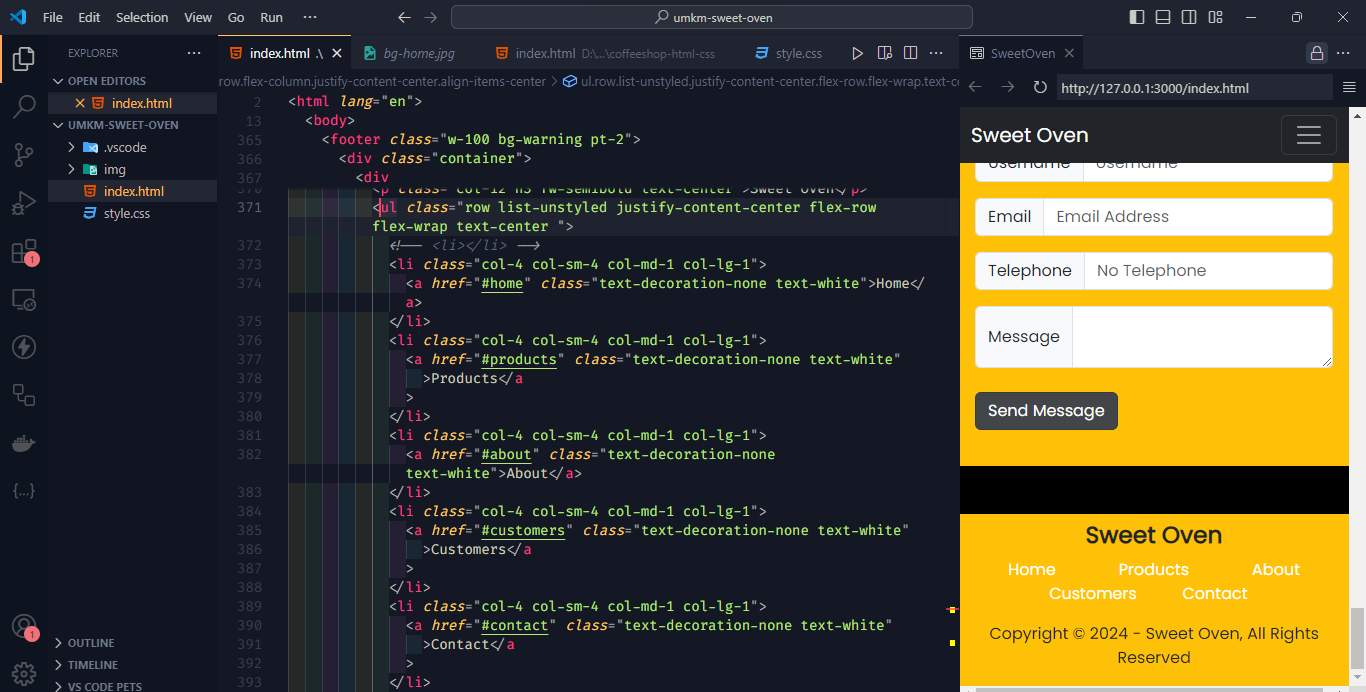 File Edit Selection View Go Run ··· umkm-sweet-oven
EXPLORER ···
OPEN EDITORS
index.html
UMKM-SWEET-OVEN
.vscode
img
index.html
style.css
1
1
OUTLINE
TIMELINE
VS CODE PETS
index.html .\ bg-home.jpg index.html D:\...\coffeeshop-html-css style.css ···
row.flex-column.justify-content-center.align-items-center > ul.row.list-unstyled.justify-content-center.flex-row.flex-wrap.text-c
2 <html lang="en">
13 <body>
365 <footer class="w-100 bg-warning pt-2">
366 <div class="container">
367 <div
370 <p class="col-12 h3 fw-semibold text-center">Sweet Oven</p>
371 <ul class="row list-unstyled justify-content-center flex-row
flex-wrap text-center ">
372 <!-- <li></li> -->
373 <li class="col-4 col-sm-4 col-md-1 col-lg-1">
374 <a href="#home" class="text-decoration-none text-white">Home</
a>
375 </li>
376 <li class="col-4 col-sm-4 col-md-1 col-lg-1">
377 <a href="#products" class="text-decoration-none text-white"
378 >Products</a
379 >
380 </li>
381 <li class="col-4 col-sm-4 col-md-1 col-lg-1">
382 <a href="#about" class="text-decoration-none
text-white">About</a>
383 </li>
384 <li class="col-4 col-sm-4 col-md-1 col-lg-1">
385 <a href="#customers" class="text-decoration-none text-white"
386 >Customers</a
387 >
388 </li>
389 <li class="col-4 col-sm-4 col-md-1 col-lg-1">
390 <a href="#contact" class="text-decoration-none text-white"
391 >Contact</a
392 >
393 </li>
SweetOven ···
http://127.0.0.1:3000/index.html
Sweet Oven
Username Username
Email Email Address
Telephone No Telephone
Message
Send Message
Sweet Oven
Home Products About
Customers Contact
Copyright © 2024 - Sweet Oven, All Rights
Reserved